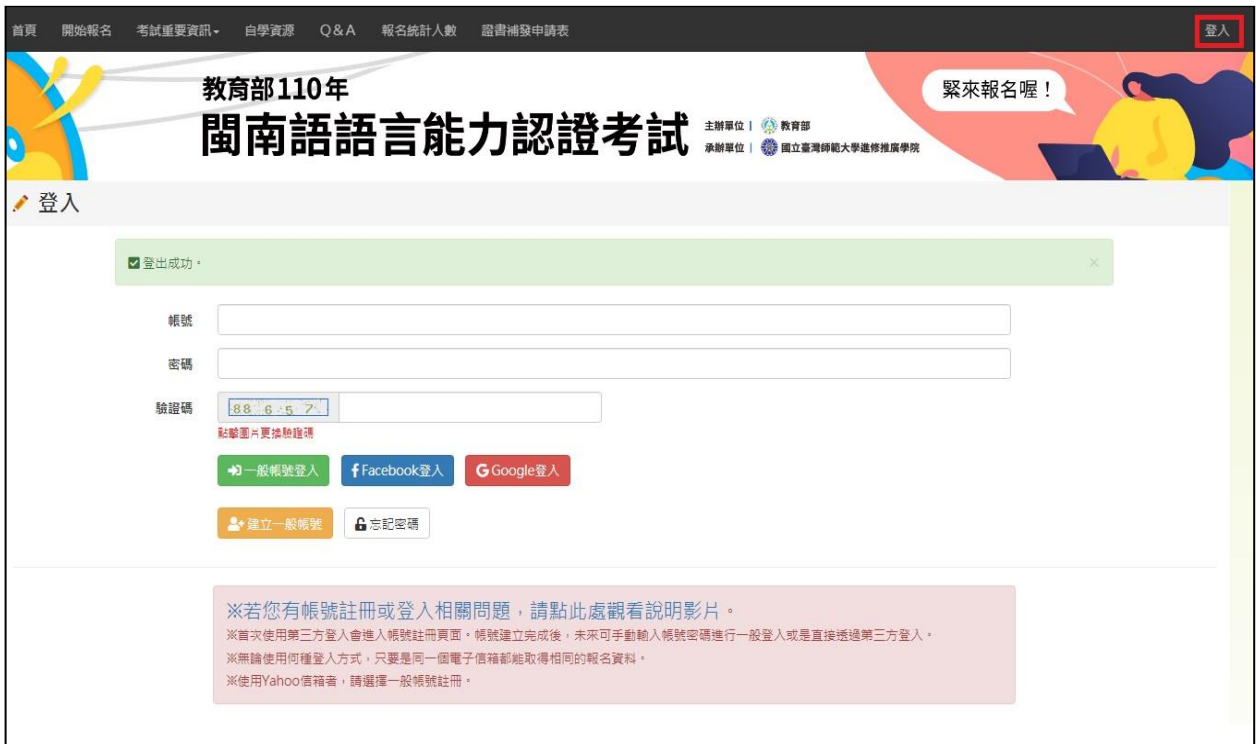 首頁 開始報名 考試重要資訊 自學資源 Q&A 報名統計人數 證書補發申請表 登入
教育部110年
閩南語語言能力認證考試
主辦單位 | 教育部
承辦單位 | 國立臺灣師範大學進修推廣學院
緊來報名喔！
登入
登出成功。 ×
帳號
密碼
驗證碼 88 6 5 7
點擊圖片更換驗證碼
一般帳號登入 Facebook登入 Google登入
建立一般帳號 忘記密碼
※若您有帳號註冊或登入相關問題，請點此處觀看說明影片。
※首次使用第三方登入會進入帳號註冊頁面。帳號建立完成後，未來可手動輸入帳號密碼進行一般登入或是直接透過第三方登入。
※無論使用何種登入方式，只要是同一個電子信箱都能取得相同的報名資料。
※使用Yahoo信箱者，請選擇一般帳號註冊。